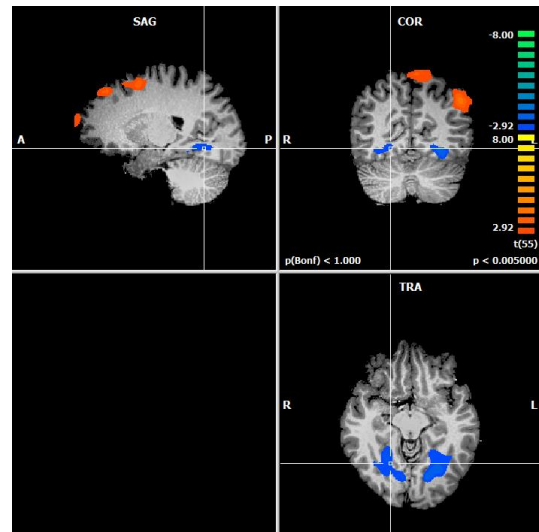 SAG
COR
-8.00
-2.92
8.00
A
P
R
L
2.92
t(55)
p(Bonf) < 1.000
p < 0.005000
TRA
R
L